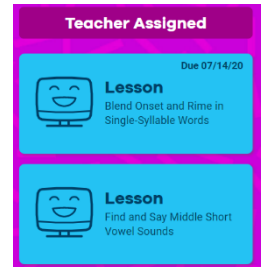 Teacher Assigned
Due 07/14/20
Lesson
Blend Onset and Rime in
Single-Syllable Words
Lesson
Find and Say Middle Short
Vowel Sounds